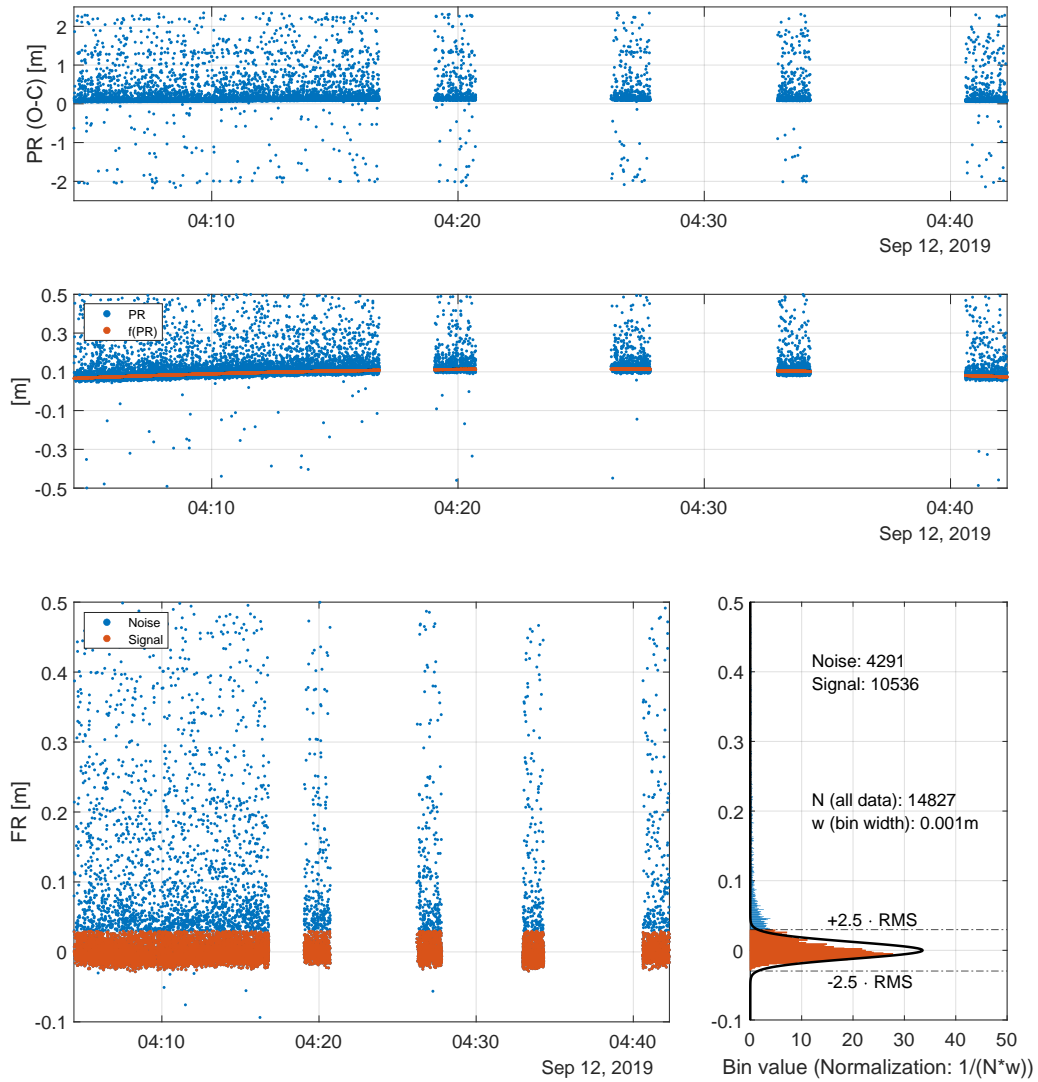 2
1
0
-1
-2
PR (O-C) [m]
04:10
04:20
04:30
04:40
Sep 12, 2019
0.5
0.3
0.1
-0.1
-0.3
-0.5
[m]
PR
f(PR)
04:10
04:20
04:30
04:40
Sep 12, 2019
0.5
0.4
0.3
0.2
0.1
0
-0.1
FR [m]
Noise
Signal
04:10
04:20
04:30
04:40
Sep 12, 2019
0.5
0.4
0.3
0.2
0.1
0
-0.1
Noise: 4291
Signal: 10536
N (all data): 14827
w (bin width): 0.001m
+2.5 · RMS
-2.5 · RMS
0
10
20
30
40
50
Bin value (Normalization: 1/(N*w))